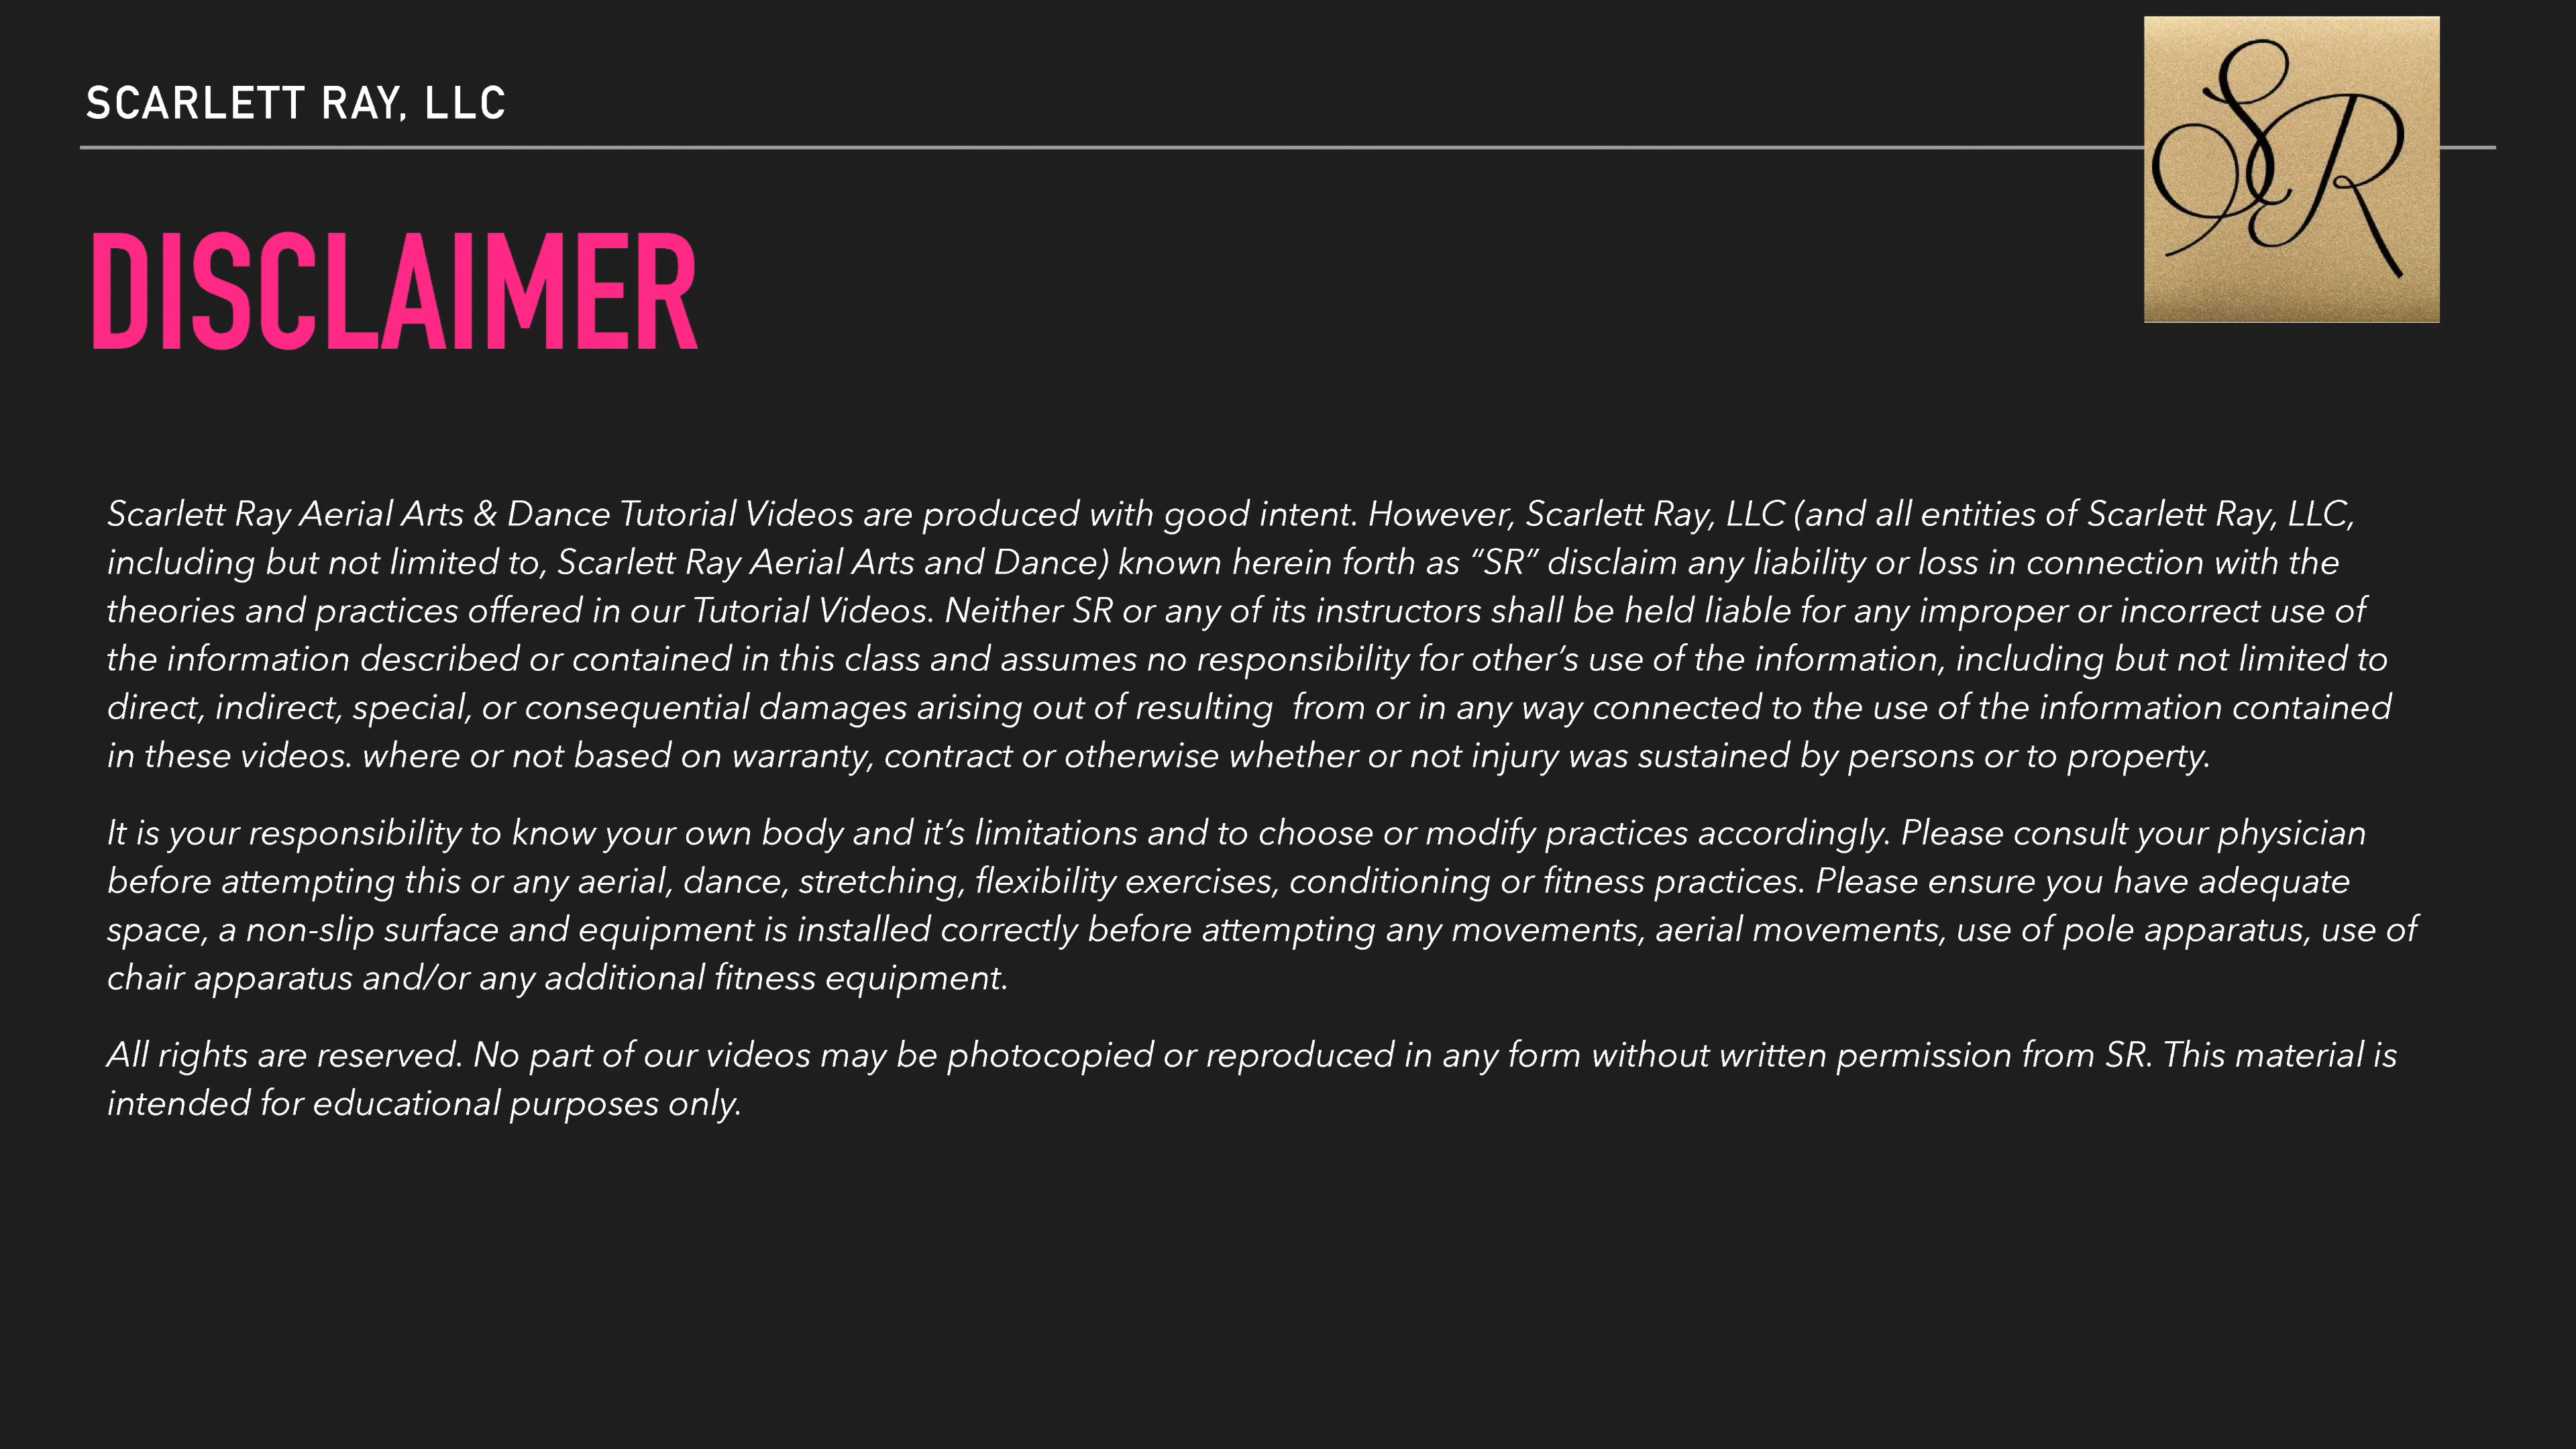 SCARLETT RAY, LLC
SR
DISCLAIMER
Scarlett Ray Aerial Arts & Dance Tutorial Videos are produced with good intent. However, Scarlett Ray, LLC (and all entities of Scarlett Ray, LLC,
including but not limited to, Scarlett Ray Aerial Arts and Dance) known herein forth as “SR” disclaim any liability or loss in connection with the
theories and practices offered in our Tutorial Videos. Neither SR or any of its instructors shall be held liable for any improper or incorrect use of
the information described or contained in this class and assumes no responsibility for other’s use of the information, including but not limited to
direct, indirect, special, or consequential damages arising out of resulting  from or in any way connected to the use of the information contained
in these videos. where or not based on warranty, contract or otherwise whether or not injury was sustained by persons or to property.
It is your responsibility to know your own body and it’s limitations and to choose or modify practices accordingly. Please consult your physician
before attempting this or any aerial, dance, stretching, flexibility exercises, conditioning or fitness practices. Please ensure you have adequate
space, a non-slip surface and equipment is installed correctly before attempting any movements, aerial movements, use of pole apparatus, use of
chair apparatus and/or any additional fitness equipment.
All rights are reserved. No part of our videos may be photocopied or reproduced in any form without written permission from SR. This material is
intended for educational purposes only.